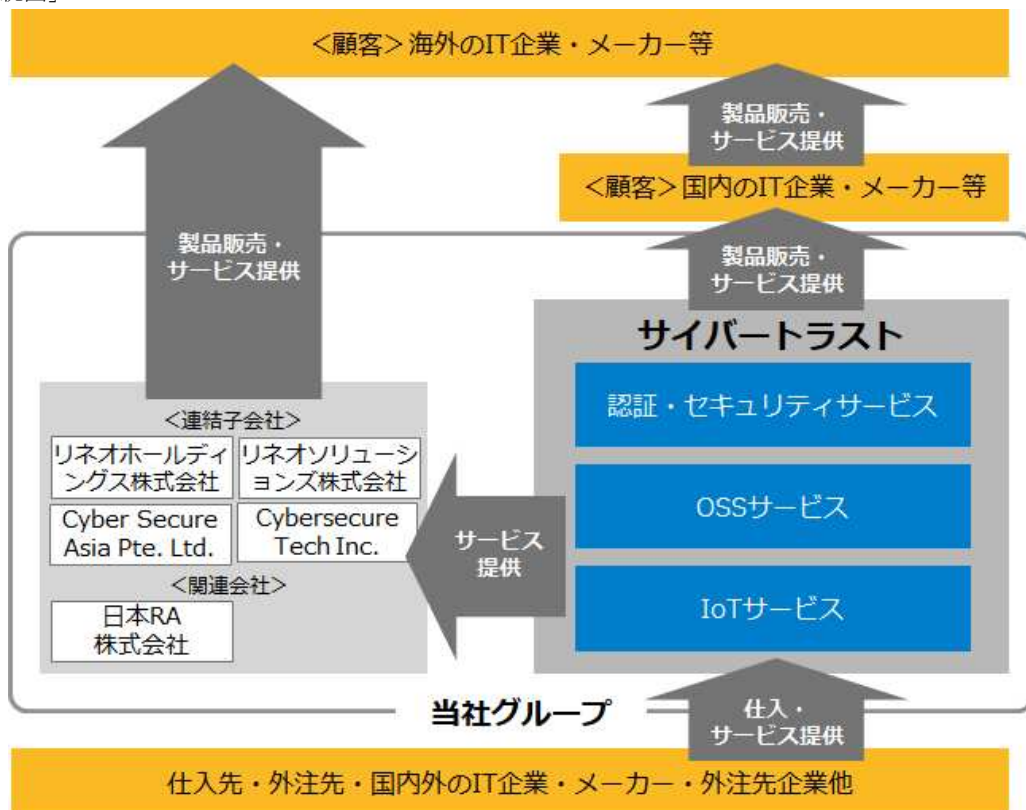 ＜顧客＞海外のIT企業・メーカー等
製品販売・
サービス提供
＜顧客＞国内のIT企業・メーカー等
製品販売・
サービス提供
製品販売・
サービス提供
サイバートラスト
認証・セキュリティサービス
OSSサービス
IoTサービス
＜連結子会社＞
リネオホールディ
ングス株式会社
リネオソリューシ
ョンズ株式会社
Cyber Secure
Asia Pte. Ltd.
Cybersecure
Tech Inc.
＜関連会社＞
日本RA
株式会社
サービス
提供
当社グループ
仕入・
サービス提供
仕入先・外注先・国内外のIT企業・メーカー・外注先企業他